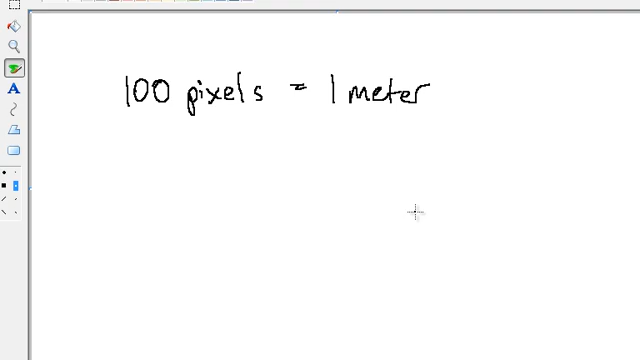 100 pixels = 1 meter